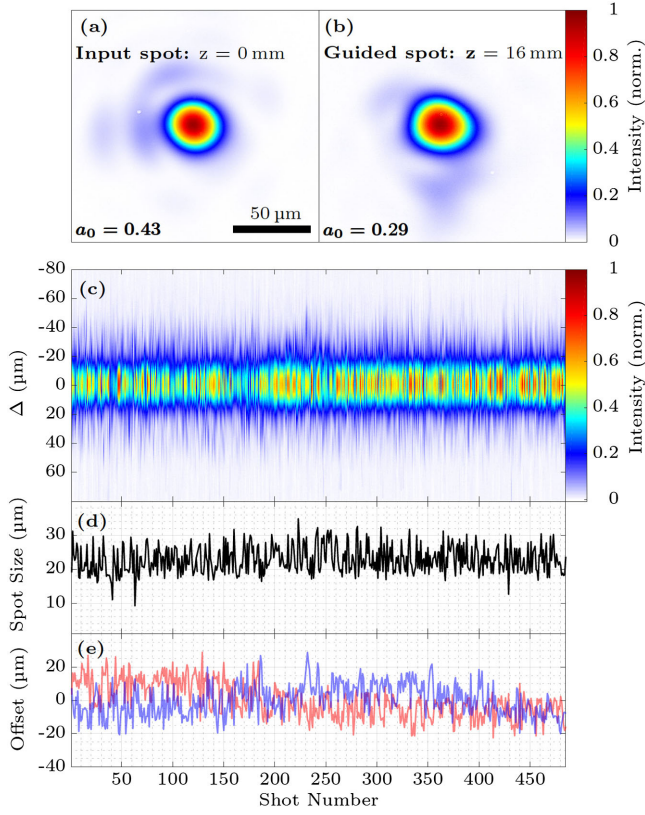 (a)
Input spot: z = 0 mm
a₀ = 0.43
50 µm
(b)
Guided spot: z = 16 mm
a₀ = 0.29
1
0.8
0.6
0.4
0.2
0
Intensity (norm.)
(c)
-80
-60
-40
-20
0
20
40
60
Δ (µm)
1
0.8
0.6
0.4
0.2
0
Intensity (norm.)
(d)
30
20
10
Spot Size (µm)
(e)
20
0
-20
-40
Offset (µm)
50 100 150 200 250 300 350 400 450
Shot Number